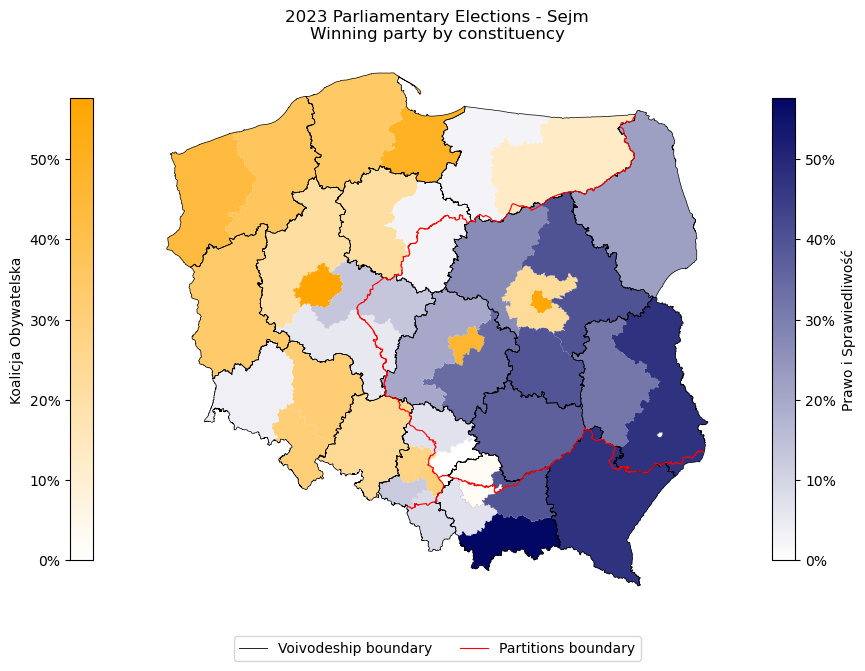 2023 Parliamentary Elections - Sejm
Winning party by constituency
50%
40%
30%
20%
10%
0%
Koalicja Obywatelska
50%
40%
30%
20%
10%
0%
Prawo i Sprawiedliwość
Voivodeship boundary
Partitions boundary